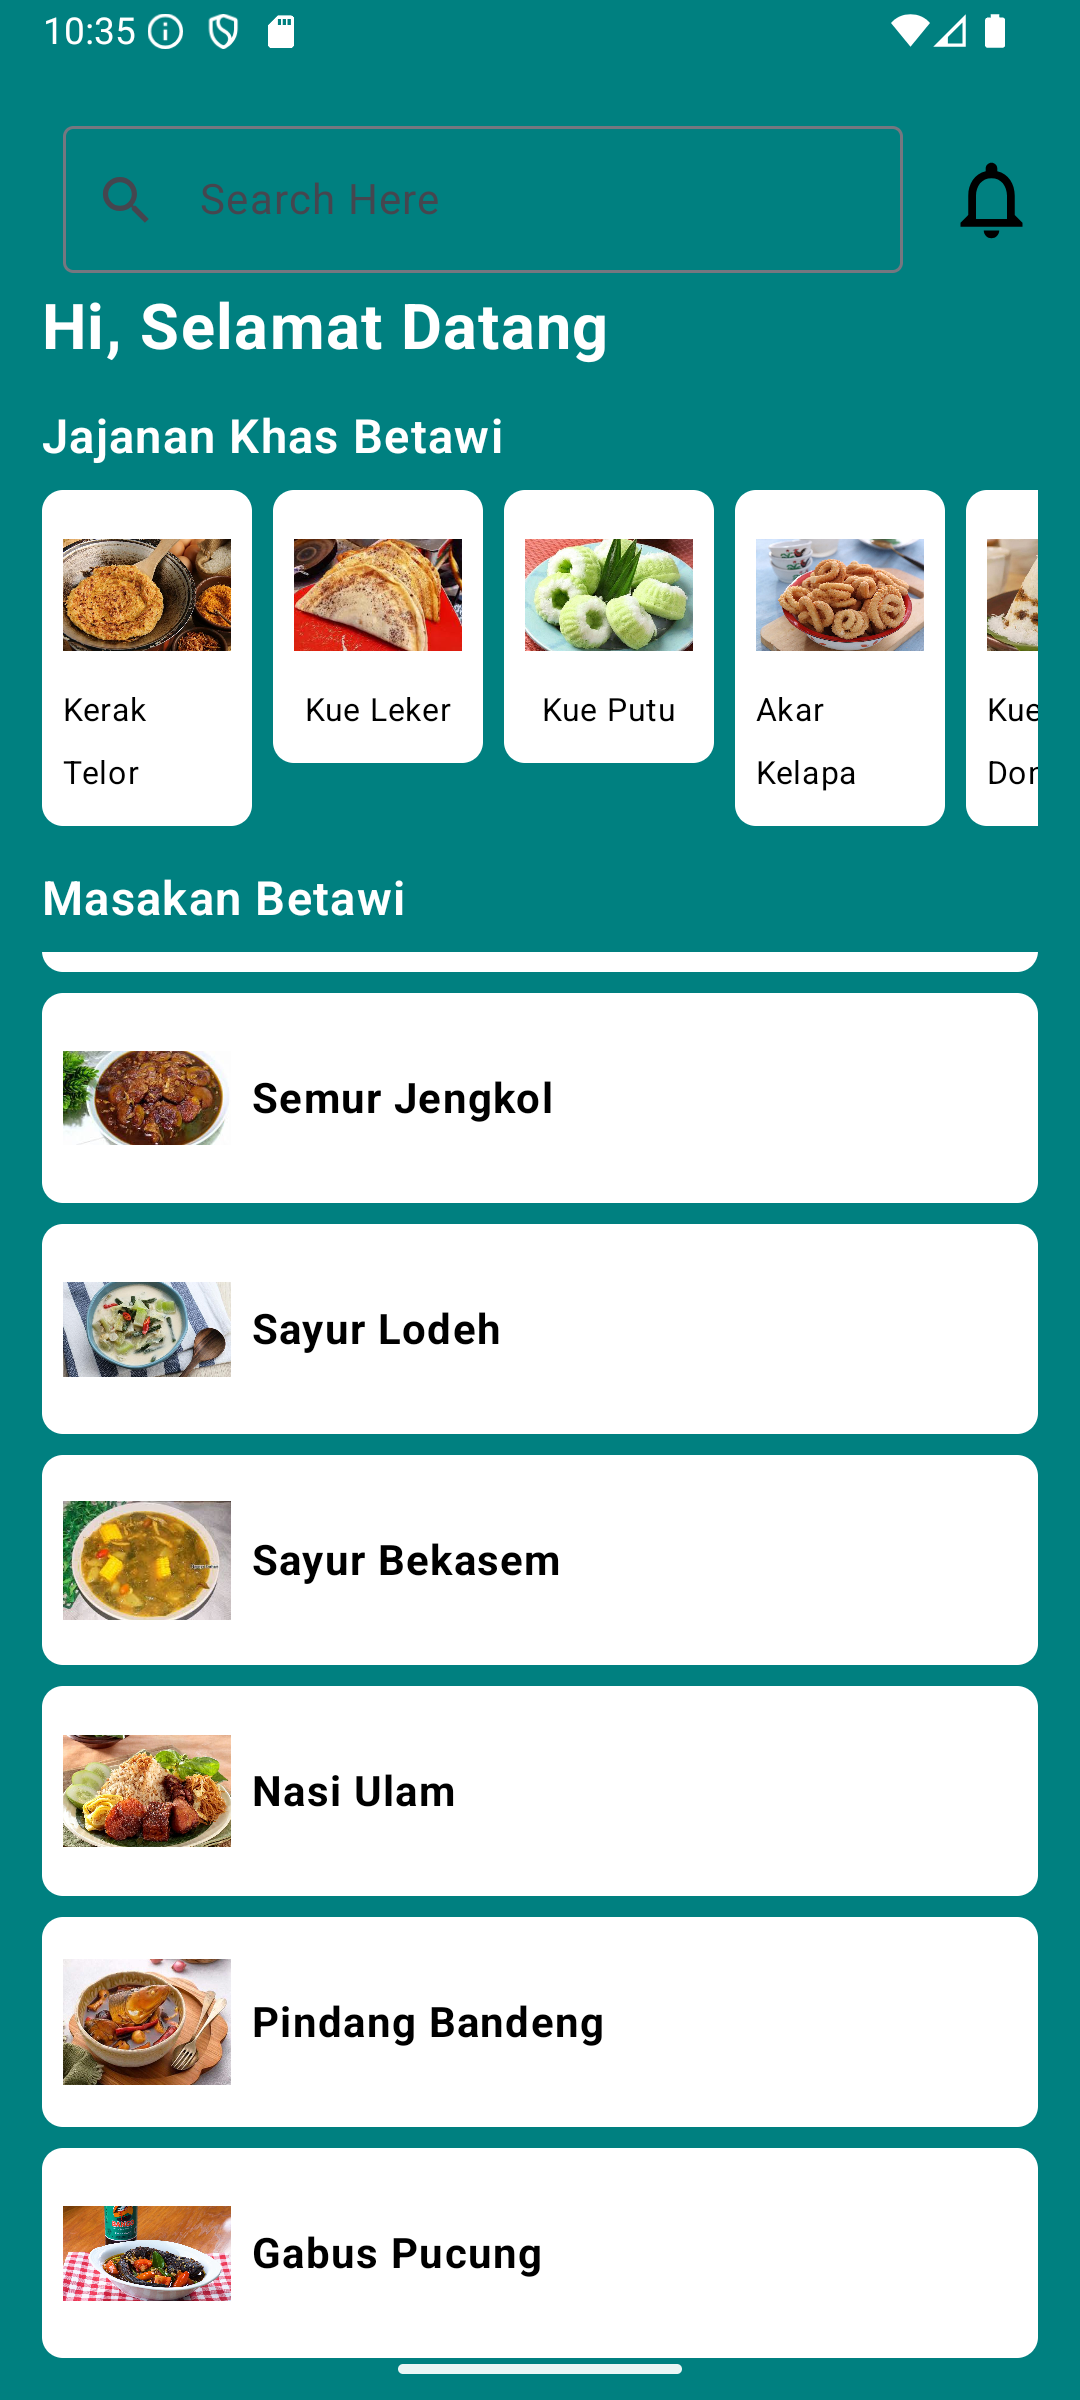 10:35
Search Here
Hi, Selamat Datang
Jajanan Khas Betawi
Kerak
Telor
Kue Leker
Kue Putu
Akar
Kelapa
Kue
Masakan Betawi
Semur Jengkol
Sayur Lodeh
Sayur Bekasem
Nasi Ulam
Pindang Bandeng
Gabus Pucung